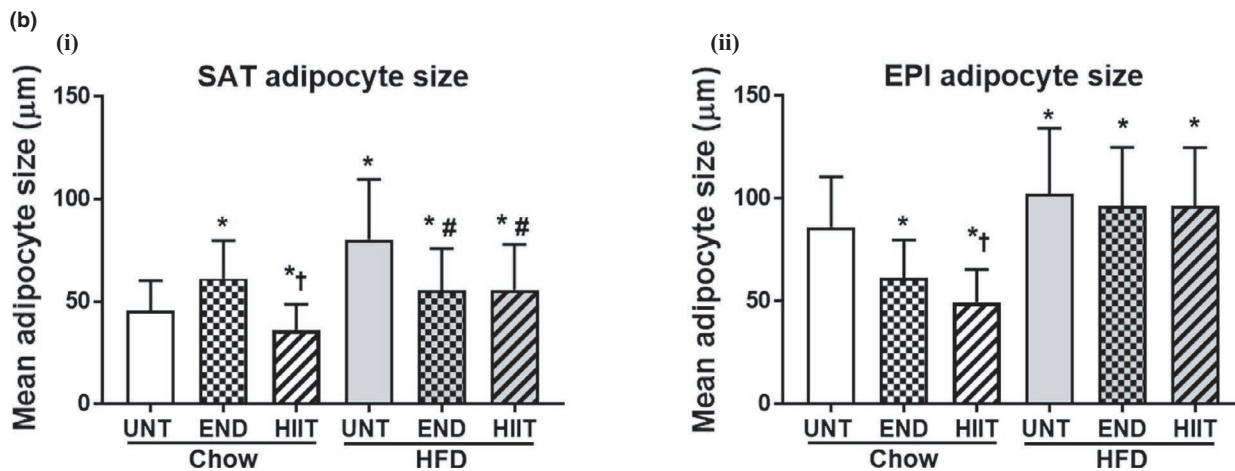 (b)
(i)
SAT adipocyte size
Mean adipocyte size (μm)
150
100
50
0
*
*†
*
*#
*#
UNT END HIIT UNT END HIIT
Chow HFD
(ii)
EPI adipocyte size
Mean adipocyte size (μm)
150
100
50
0
*
*†
*
*
*
UNT END HIIT UNT END HIIT
Chow HFD